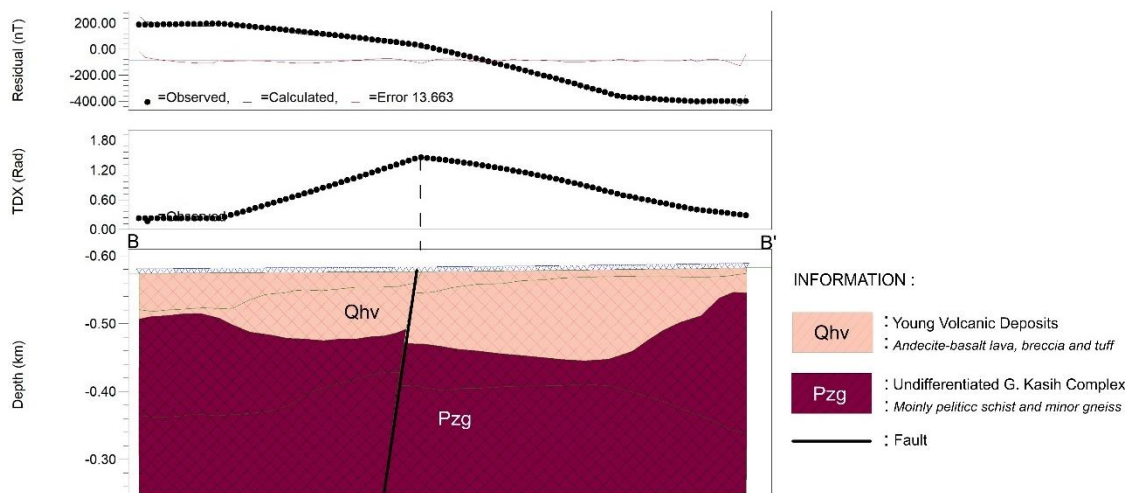 Residual (nT)
200.00
0.00
-200.00
-400.00
=Observed, =Calculated, =Error 13.663
TDX (Rad)
1.80
1.20
0.60
0.00
=Observed
B B'
Depth (km)
-0.60
-0.50
-0.40
-0.30
Qhv
Pzg
INFORMATION :
Qhv : Young Volcanic Deposits
: Andecite-basalt lava, breccia and tuff
Pzg : Undifferentiated G. Kasih Complex
: Moinly peliticc schist and minor gneiss
: Fault